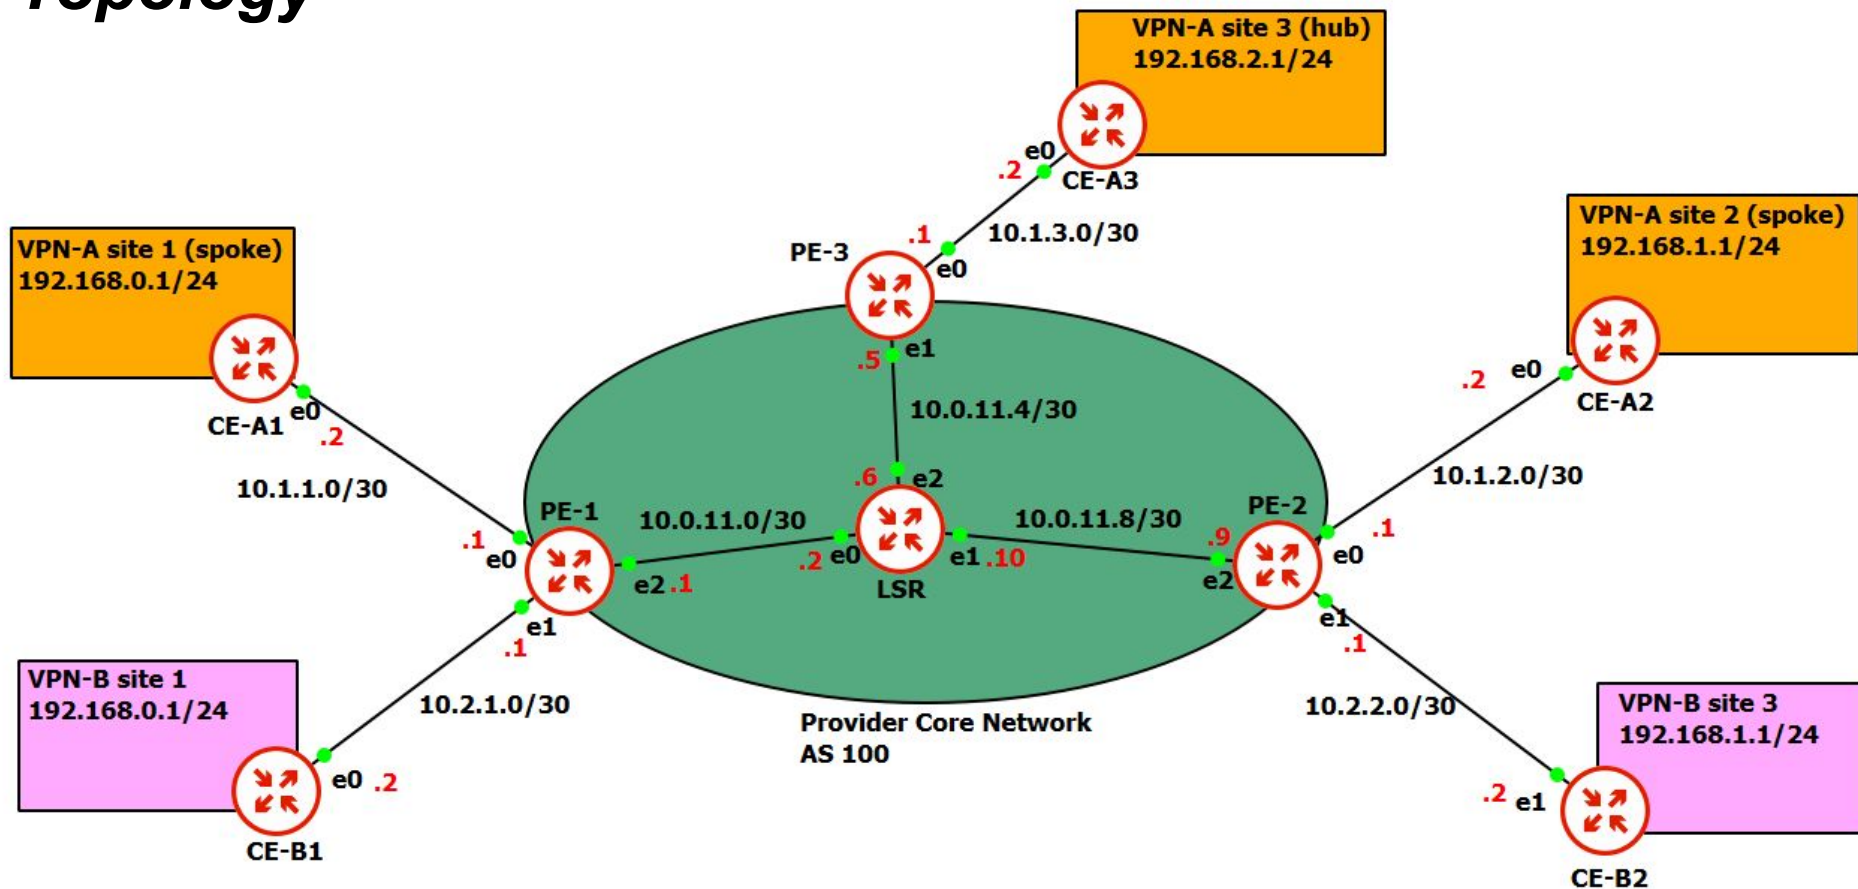 Topology
VPN-A site 3 (hub)
192.168.2.1/24
e0
.2
CE-A3
10.1.3.0/30
.1
PE-3
e0
VPN-A site 2 (spoke)
192.168.1.1/24
VPN-A site 1 (spoke)
192.168.0.1/24
e1
.5
e0
.2
CE-A2
CE-A1
e0
.2
10.0.11.4/30
10.1.1.0/30
.6
e2
10.1.2.0/30
PE-1
10.0.11.0/30
10.0.11.8/30
PE-2
.1
e0
.2
e0
e1
.10
.9
.1
e0
e2
.1
LSR
e2
e1
.1
e1
.1
VPN-B site 1
192.168.0.1/24
10.2.1.0/30
10.2.2.0/30
VPN-B site 3
192.168.1.1/24
Provider Core Network
AS 100
e0
.2
.2
e1
CE-B1
CE-B2